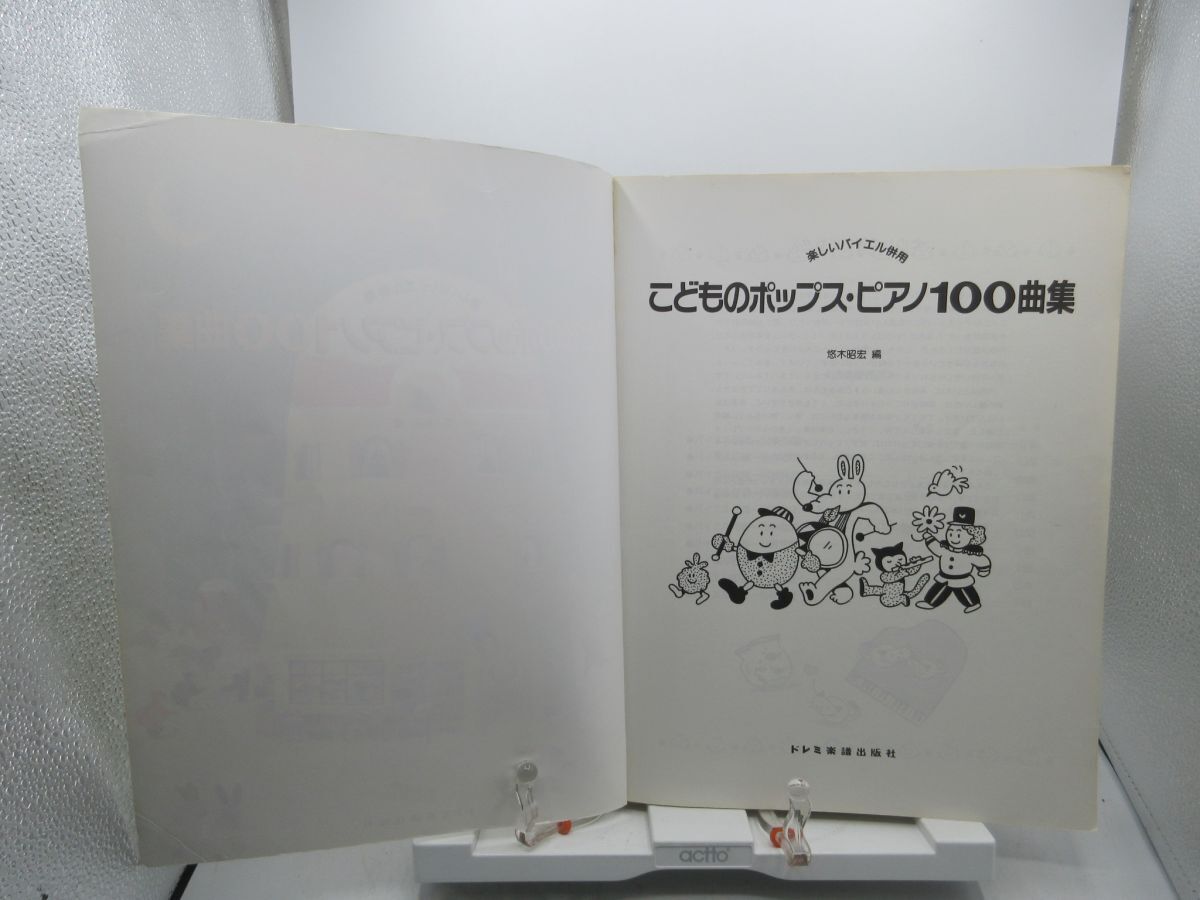 楽しいバイエル併用
こどものポップス・ピアノ100曲集
悠木昭宏 編
ドレミ楽譜出版社
actto